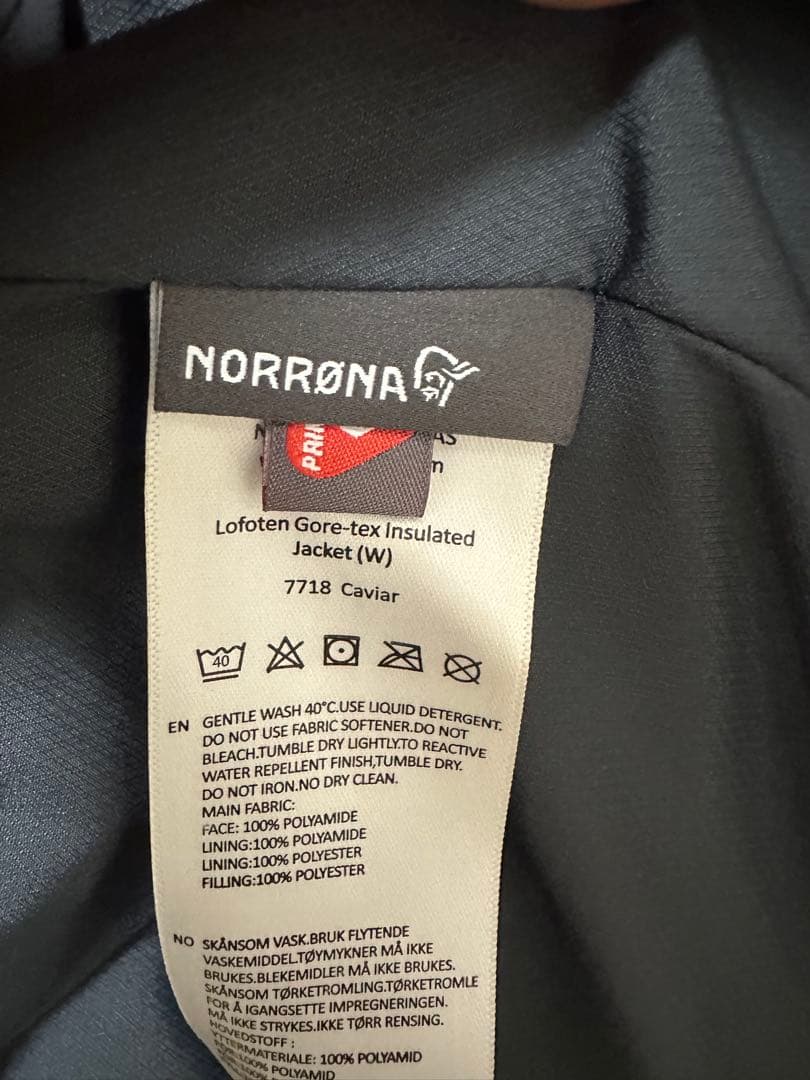 NORRØNA
PRI
AS
Lofoten Gore-tex Insulated
Jacket (W)
7718 Caviar
40
EN GENTLE WASH 40°C.USE LIQUID DETERGENT.
DO NOT USE FABRIC SOFTENER.DO NOT
BLEACH.TUMBLE DRY LIGHTLY.TO REACTIVE
WATER REPELLENT FINISH,TUMBLE DRY.
DO NOT IRON.NO DRY CLEAN.
MAIN FABRIC:
FACE: 100% POLYAMIDE
LINING:100% POLYAMIDE
LINING:100% POLYESTER
FILLING:100% POLYESTER
NO SKÅNSOM VASK.BRUK FLYTENDE
VASKEMIDDEL.TØYMYKNER MÅ IKKE
BRUKES.BLEKEMIDLER MÅ IKKE BRUKES.
SKÅNSOM TØRKETROMLING.TØRKETROMLE
FOR Å IGANGSETTE IMPREGNERINGEN.
MÅ IKKE STRYKES.IKKE TØRR RENSING.
HOVEDSTOFF :
YTTERMATERIALE: 100% POLYAMID
100% POLYAMID